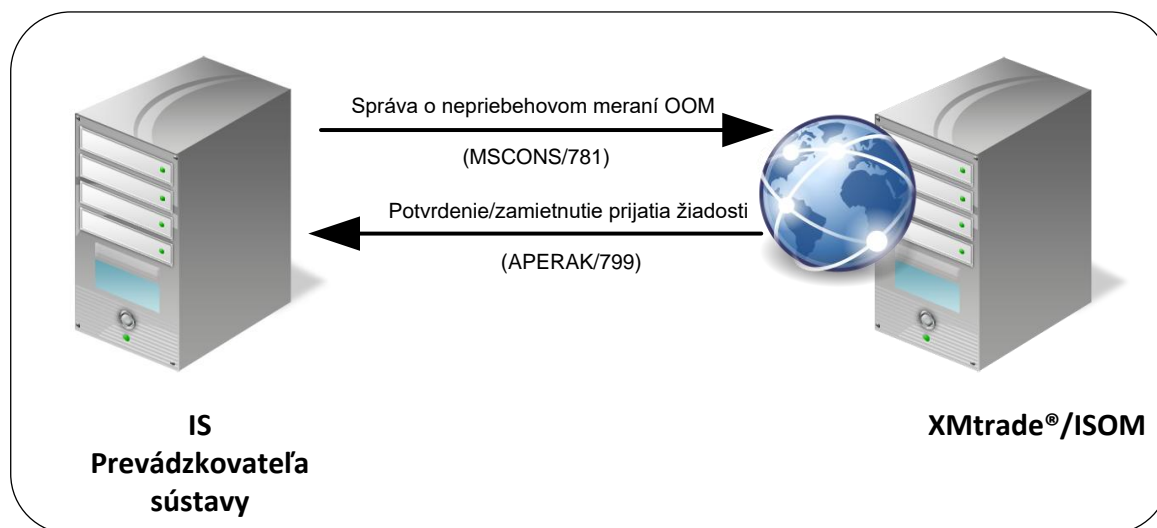 Správa o nepriebehovom meraní OOM
(MSCONS/781)
Potvrdenie/zamietnutie prijatia žiadosti
(APERAK/799)
IS
Prevádzkovateľa
sústavy
XMtrade®/ISOM